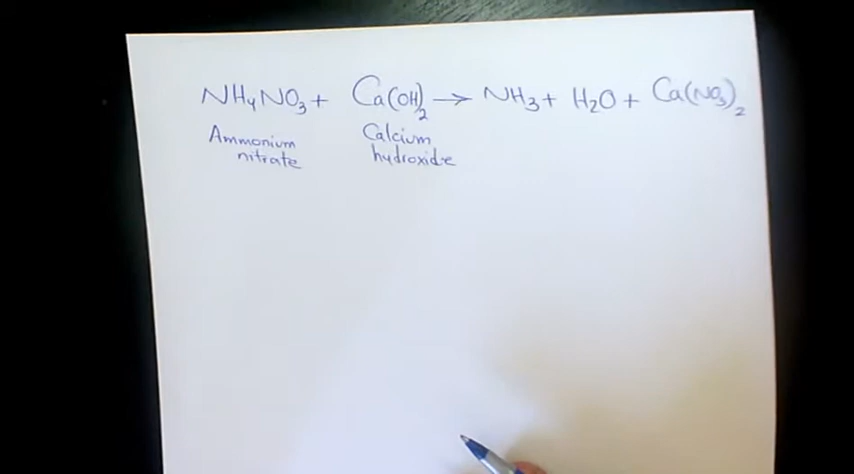 NH4NO3 + Ca(OH)2 → NH3 + H2O + Ca(NO3)2
Ammonium nitrate
Calcium hydroxide